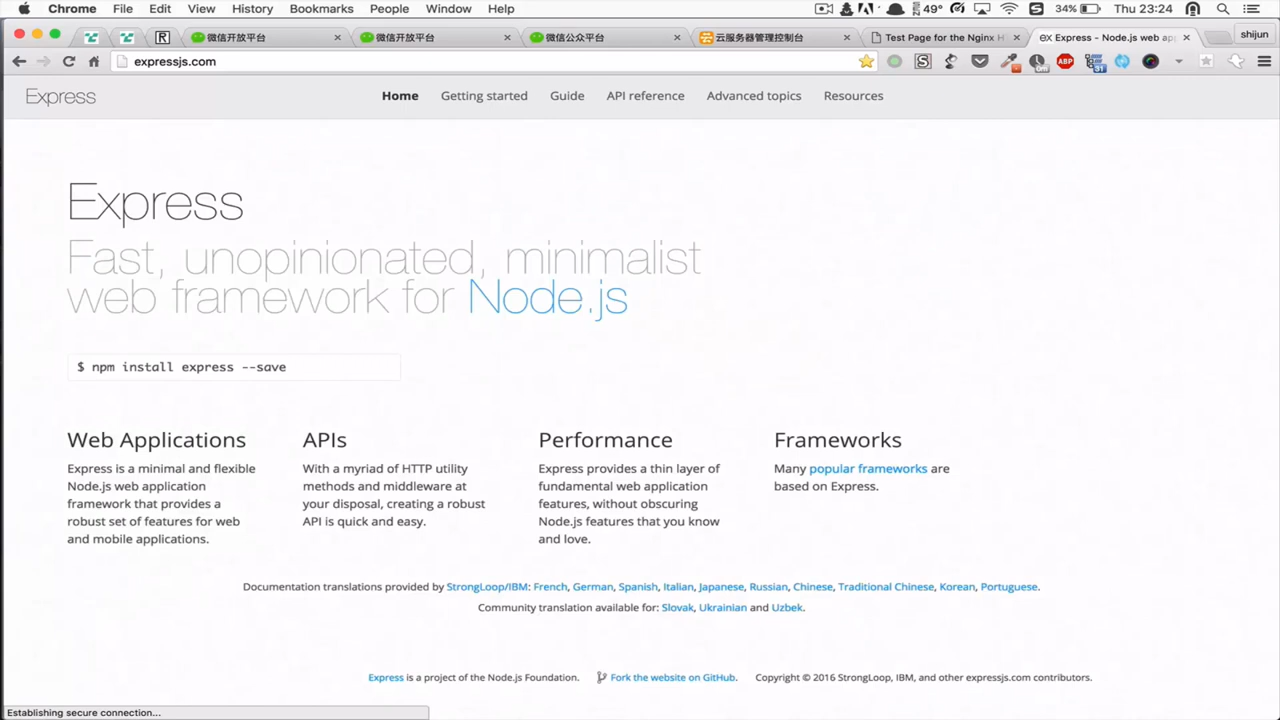 Chrome File Edit View History Bookmarks People Window Help 49° 34% Thu 23:24
微信开放平台 微信开放平台 微信公众平台 云服务器管理控制台 Test Page for the Nginx H Express - Node.js web app shijun
expressjs.com
Express Home Getting started Guide API reference Advanced topics Resources
Express
Fast, unopinionated, minimalist
web framework for Node.js
$ npm install express --save
Web Applications
Express is a minimal and flexible
Node.js web application
framework that provides a
robust set of features for web
and mobile applications.
APIs
With a myriad of HTTP utility
methods and middleware at
your disposal, creating a robust
API is quick and easy.
Performance
Express provides a thin layer of
fundamental web application
features, without obscuring
Node.js features that you know
and love.
Frameworks
Many popular frameworks are
based on Express.
Documentation translations provided by StrongLoop/IBM: French, German, Spanish, Italian, Japanese, Russian, Chinese, Traditional Chinese, Korean, Portuguese.
Community translation available for: Slovak, Ukrainian and Uzbek.
Express is a project of the Node.js Foundation. Fork the website on GitHub. Copyright © 2016 StrongLoop, IBM, and other expressjs.com contributors.
Establishing secure connection...